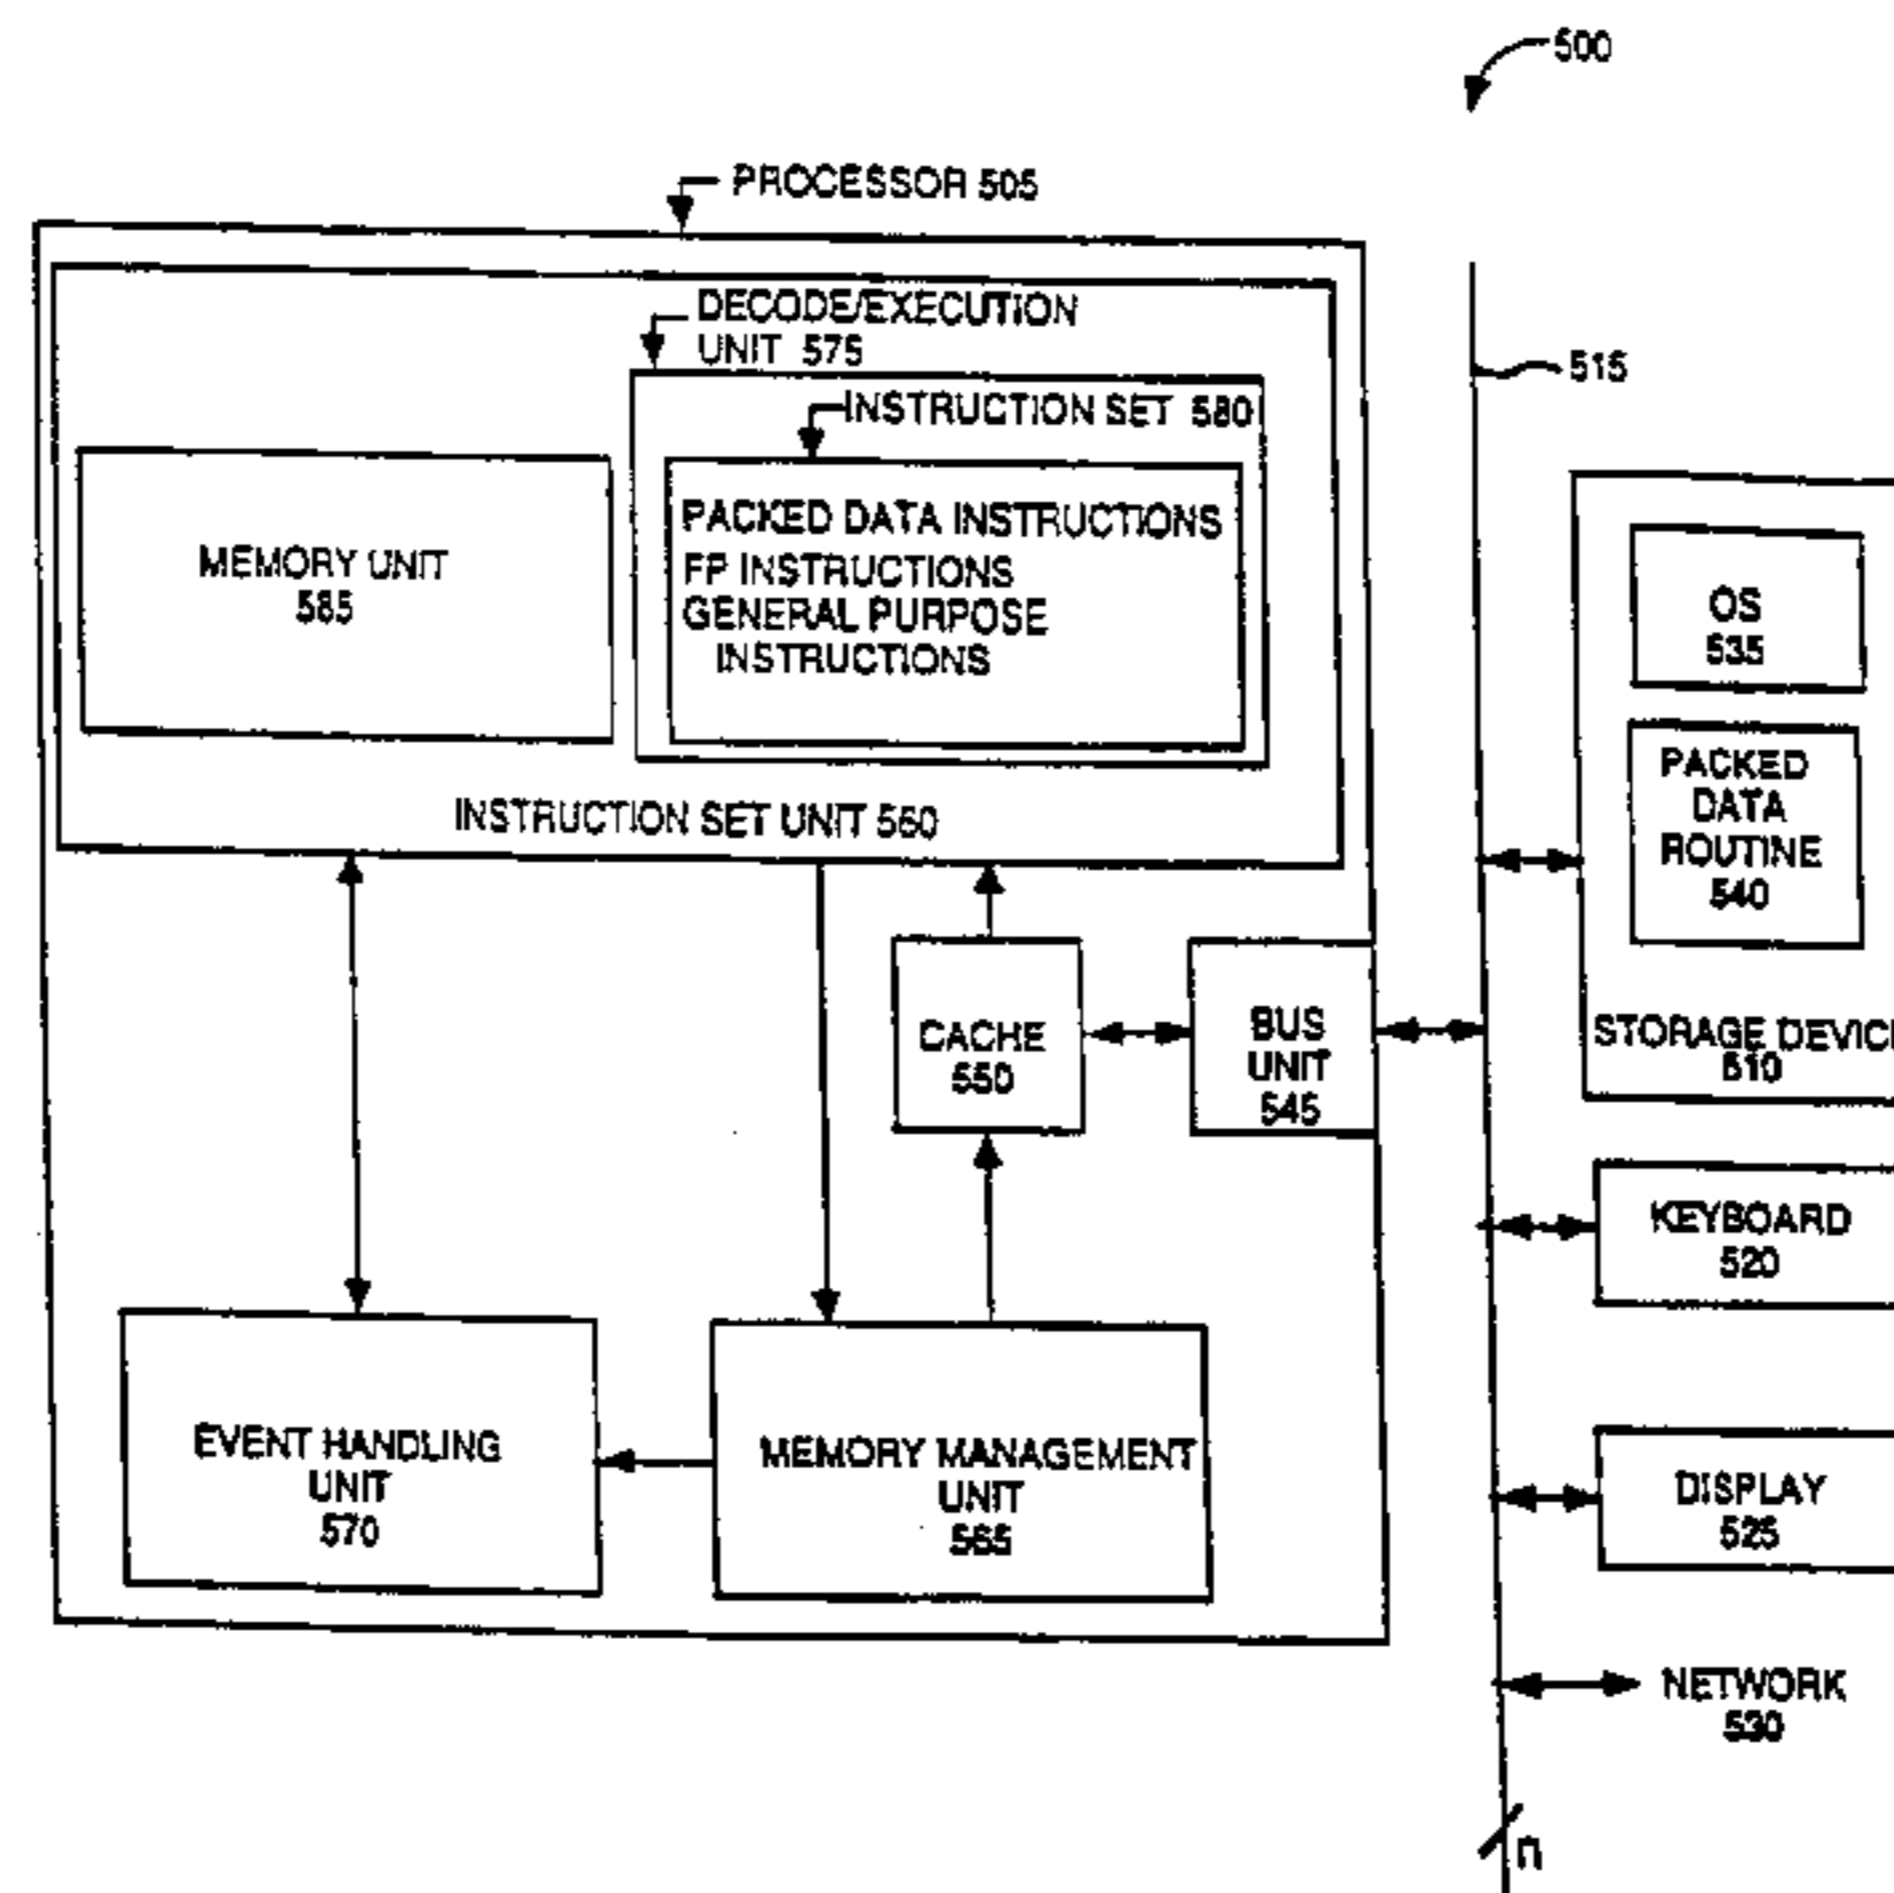 500
PROCESSOR 505
DECODE/EXECUTION
UNIT 575
515
INSTRUCTION SET 580
PACKED DATA INSTRUCTIONS
FP INSTRUCTIONS
GENERAL PURPOSE
INSTRUCTIONS
MEMORY UNIT
585
INSTRUCTION SET UNIT 560
OS
535
PACKED
DATA
ROUTINE
540
STORAGE DEVIC
510
CACHE
550
BUS
UNIT
545
KEYBOARD
520
EVENT HANDLING
UNIT
570
MEMORY MANAGEMENT
UNIT
565
DISPLAY
525
NETWORK
530
n